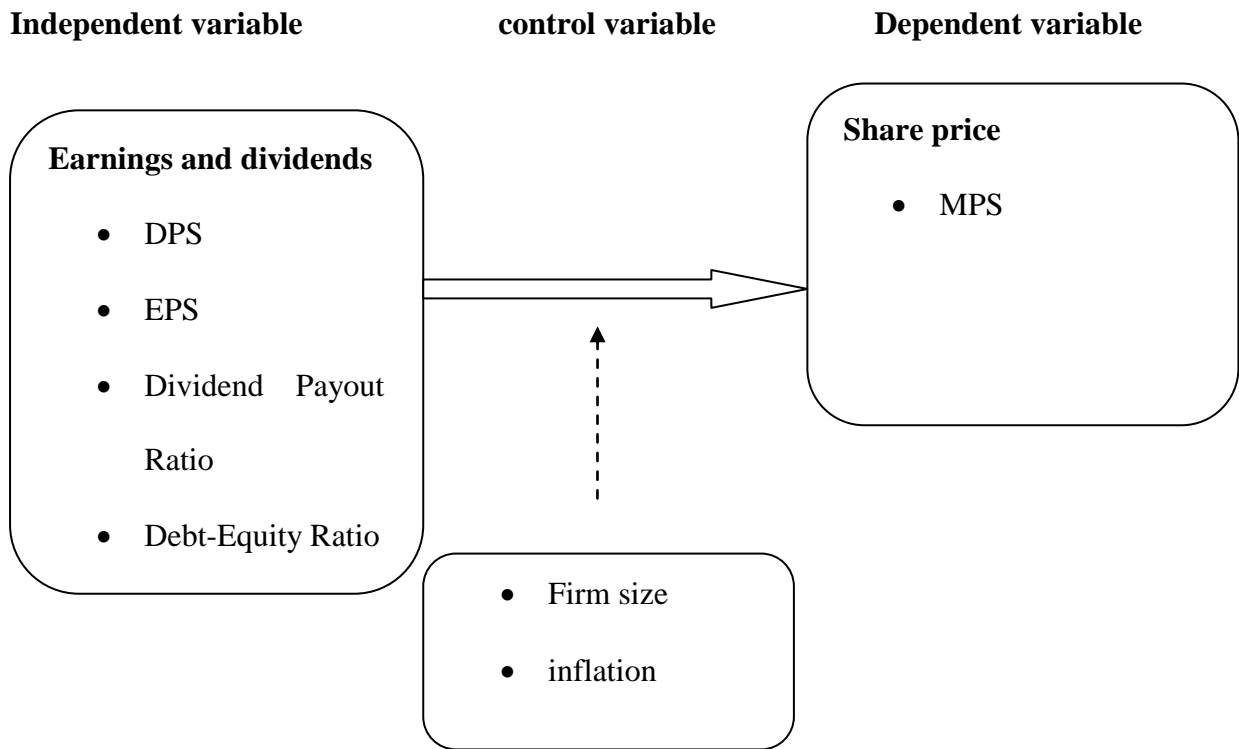 Independent variable control variable Dependent variable
Earnings and dividends
• DPS
• EPS
• Dividend Payout
Ratio
• Debt-Equity Ratio
Share price
• MPS
• Firm size
• inflation